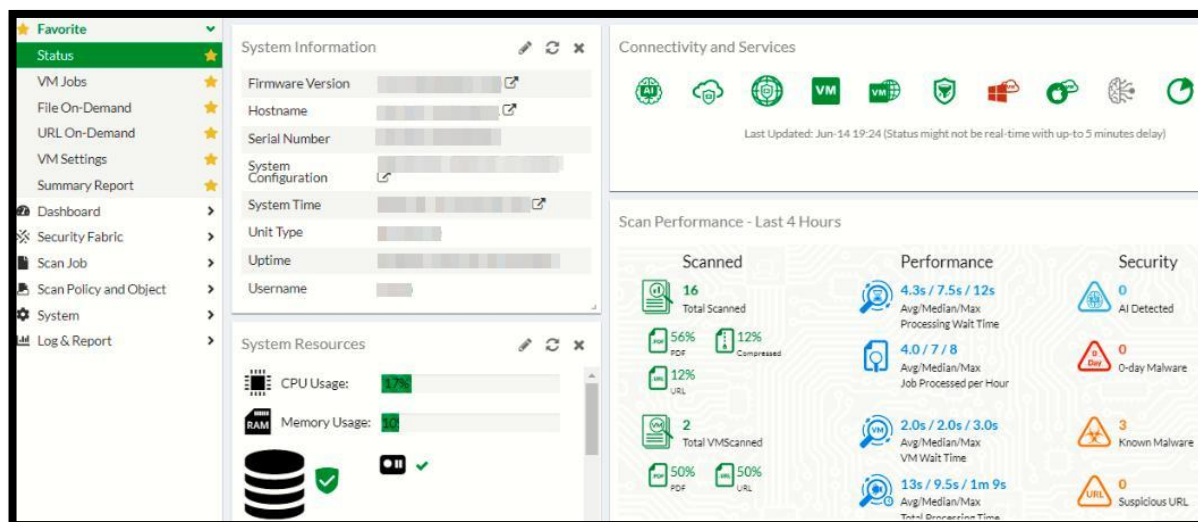 Favorite
Status
VM Jobs
File On-Demand
URL On-Demand
VM Settings
Summary Report
Dashboard
Security Fabric
Scan Job
Scan Policy and Object
System
Log & Report
System Information
Firmware Version
Hostname
Serial Number
System
Configuration
System Time
Unit Type
Uptime
Username
System Resources
CPU Usage: 17%
RAM Memory Usage: 10
Connectivity and Services
AI VM VM
Last Updated: Jun-14 19:24 (Status might not be real-time with up-to 5 minutes delay)
Scan Performance - Last 4 Hours
Scanned
16
Total Scanned
56%
PDF
12%
Compressed
12%
URL
VM
2
Total VMScanned
50%
PDF
50%
URL
Performance
4.3s / 7.5s / 12s
Avg/Median/Max
Processing Wait Time
4.0 / 7 / 8
Avg/Median/Max
Job Processed per Hour
VM
2.0s / 2.0s / 3.0s
Avg/Median/Max
VM Wait Time
13s / 9.5s / 1m 9s
Avg/Median/Max
Total Processing Time
Security
0
AI Detected
0
Day
0
0-day Malware
3
Known Malware
URL
0
Suspicious URL